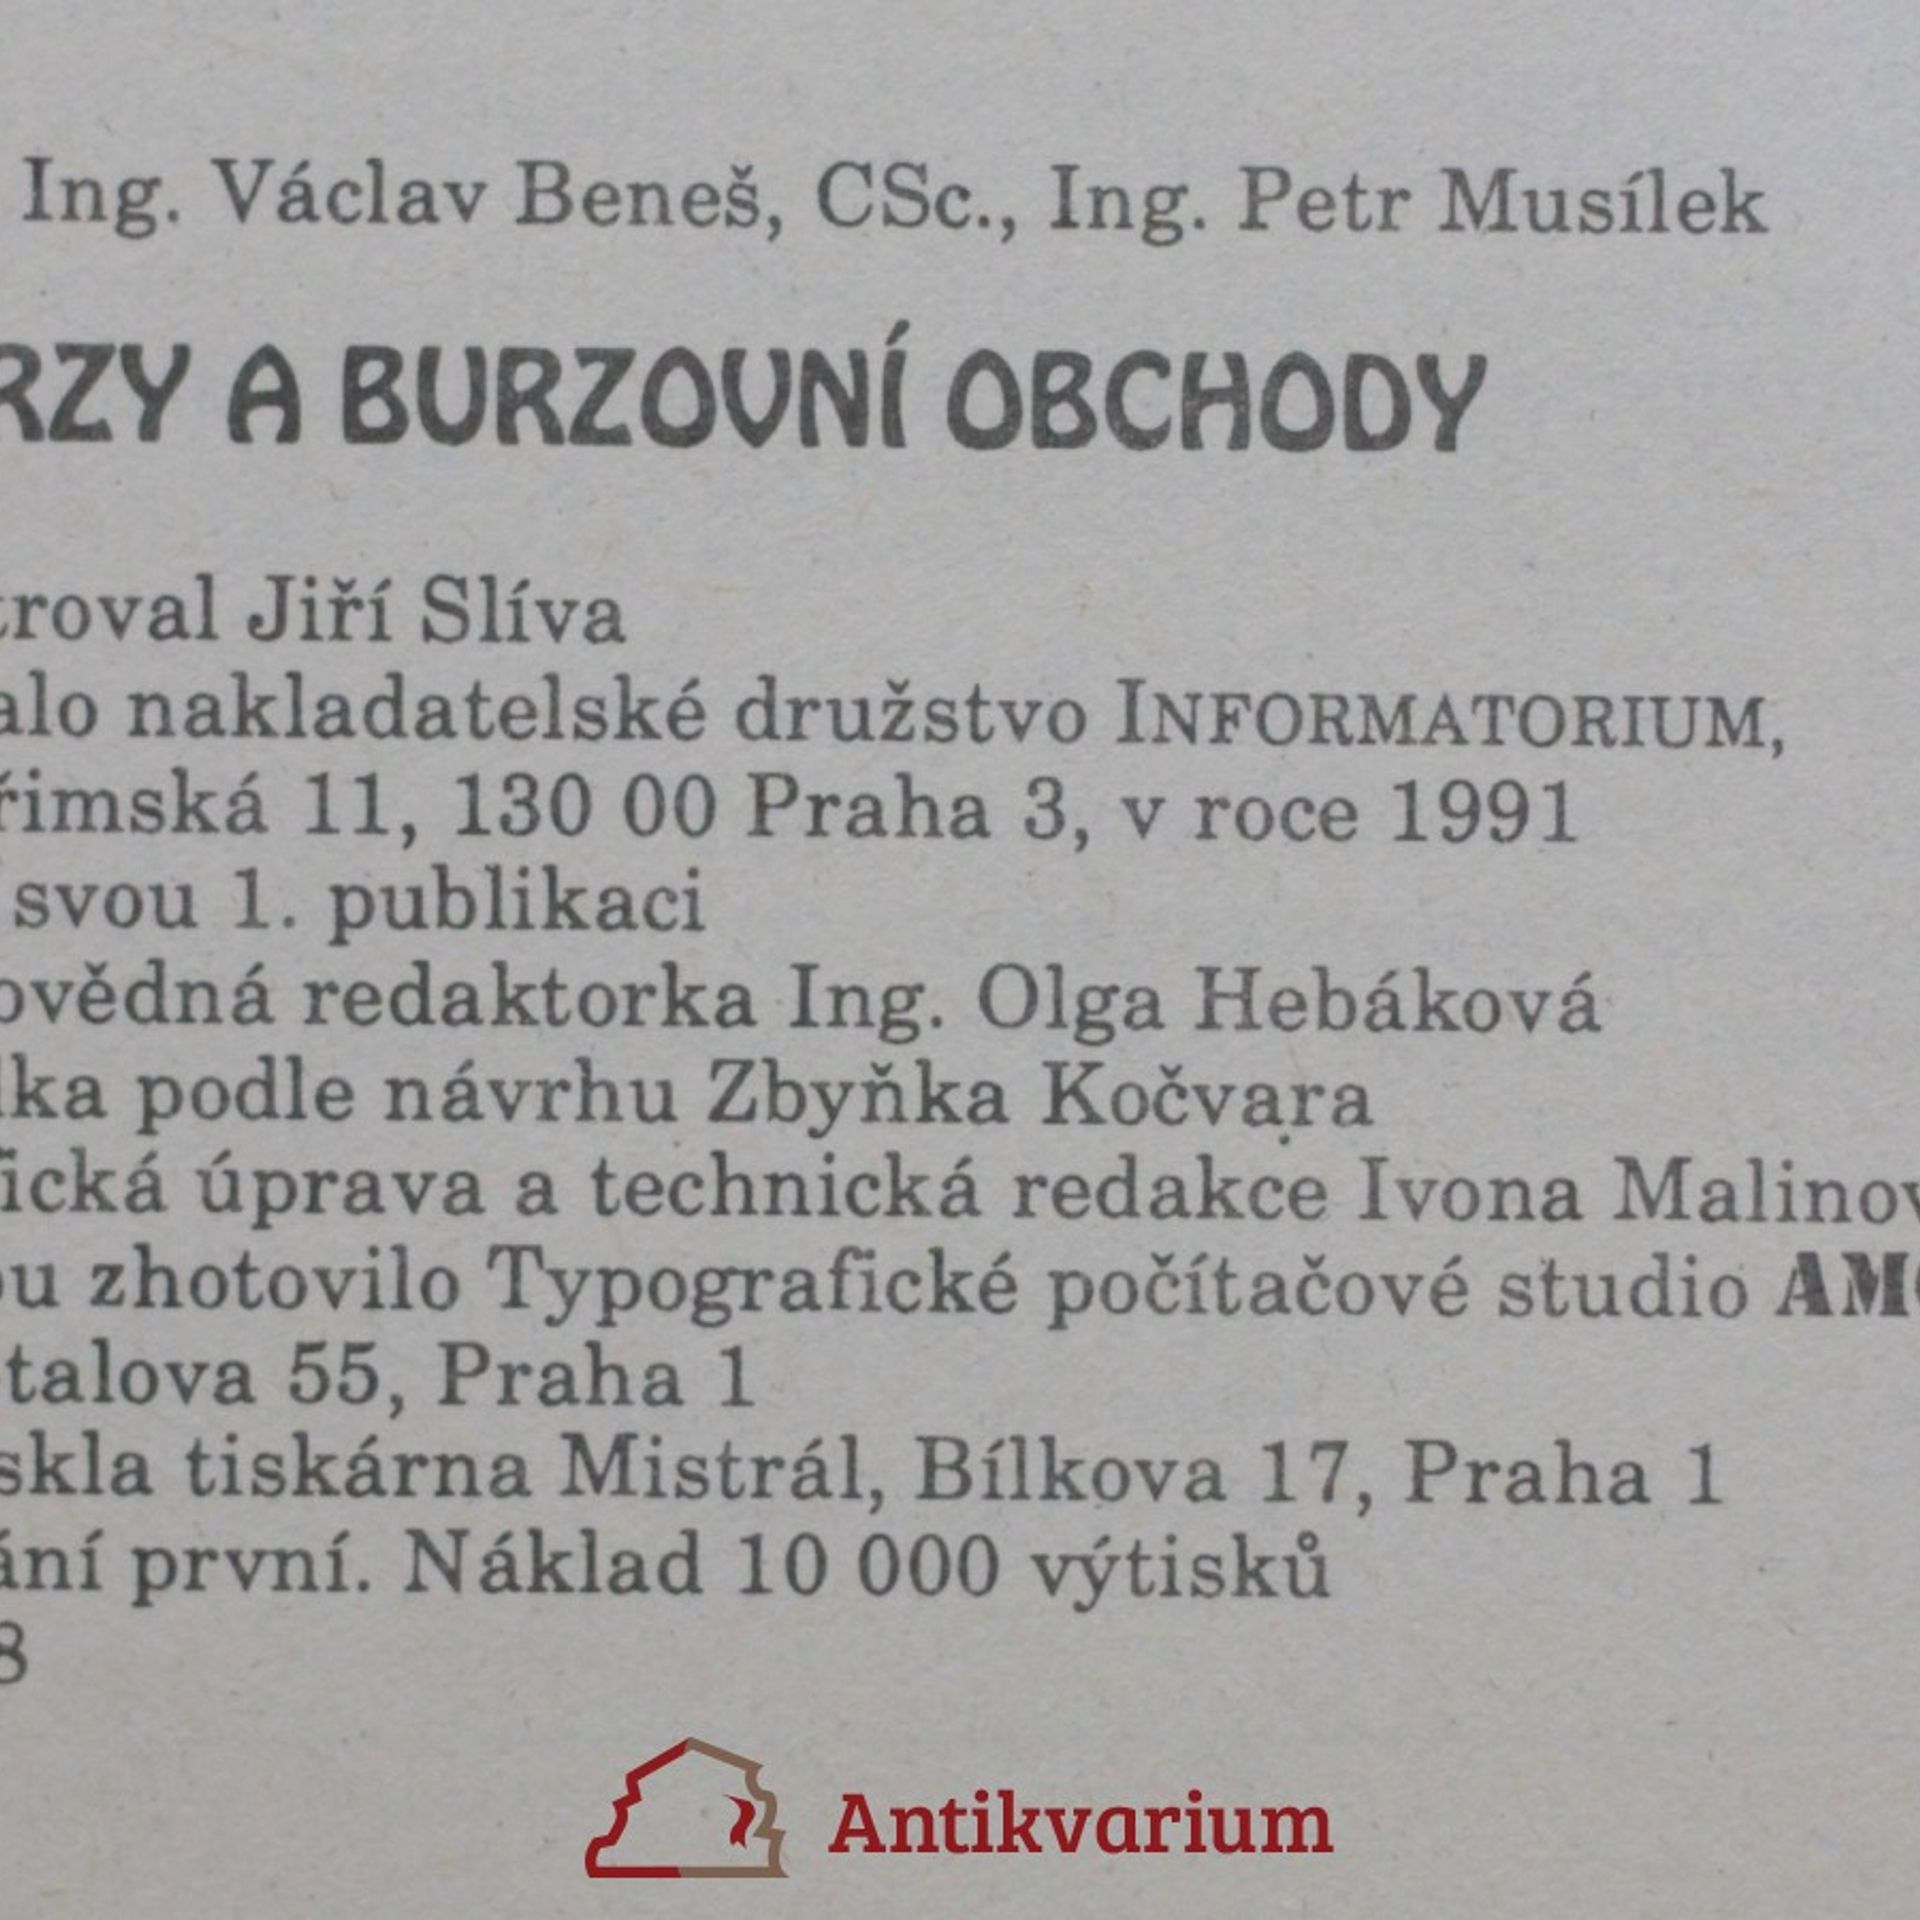 Ing. Václav Beneš, CSc., Ing. Petr Musílek
RZY A BURZOVNÍ OBCHODY
troval Jiří Slíva
alo nakladatelské družstvo INFORMATORIUM,
řimská 11, 130 00 Praha 3, v roce 1991
svou 1. publikaci
ovědná redaktorka Ing. Olga Hebáková
lka podle návrhu Zbyňka Kočvara
ická úprava a technická redakce Ivona Malinov
ou zhotovilo Typografické počítačové studio AMO
talova 55, Praha 1
skla tiskárna Mistrál, Bílkova 17, Praha 1
ání první. Náklad 10 000 výtisků
8
Antikvarium